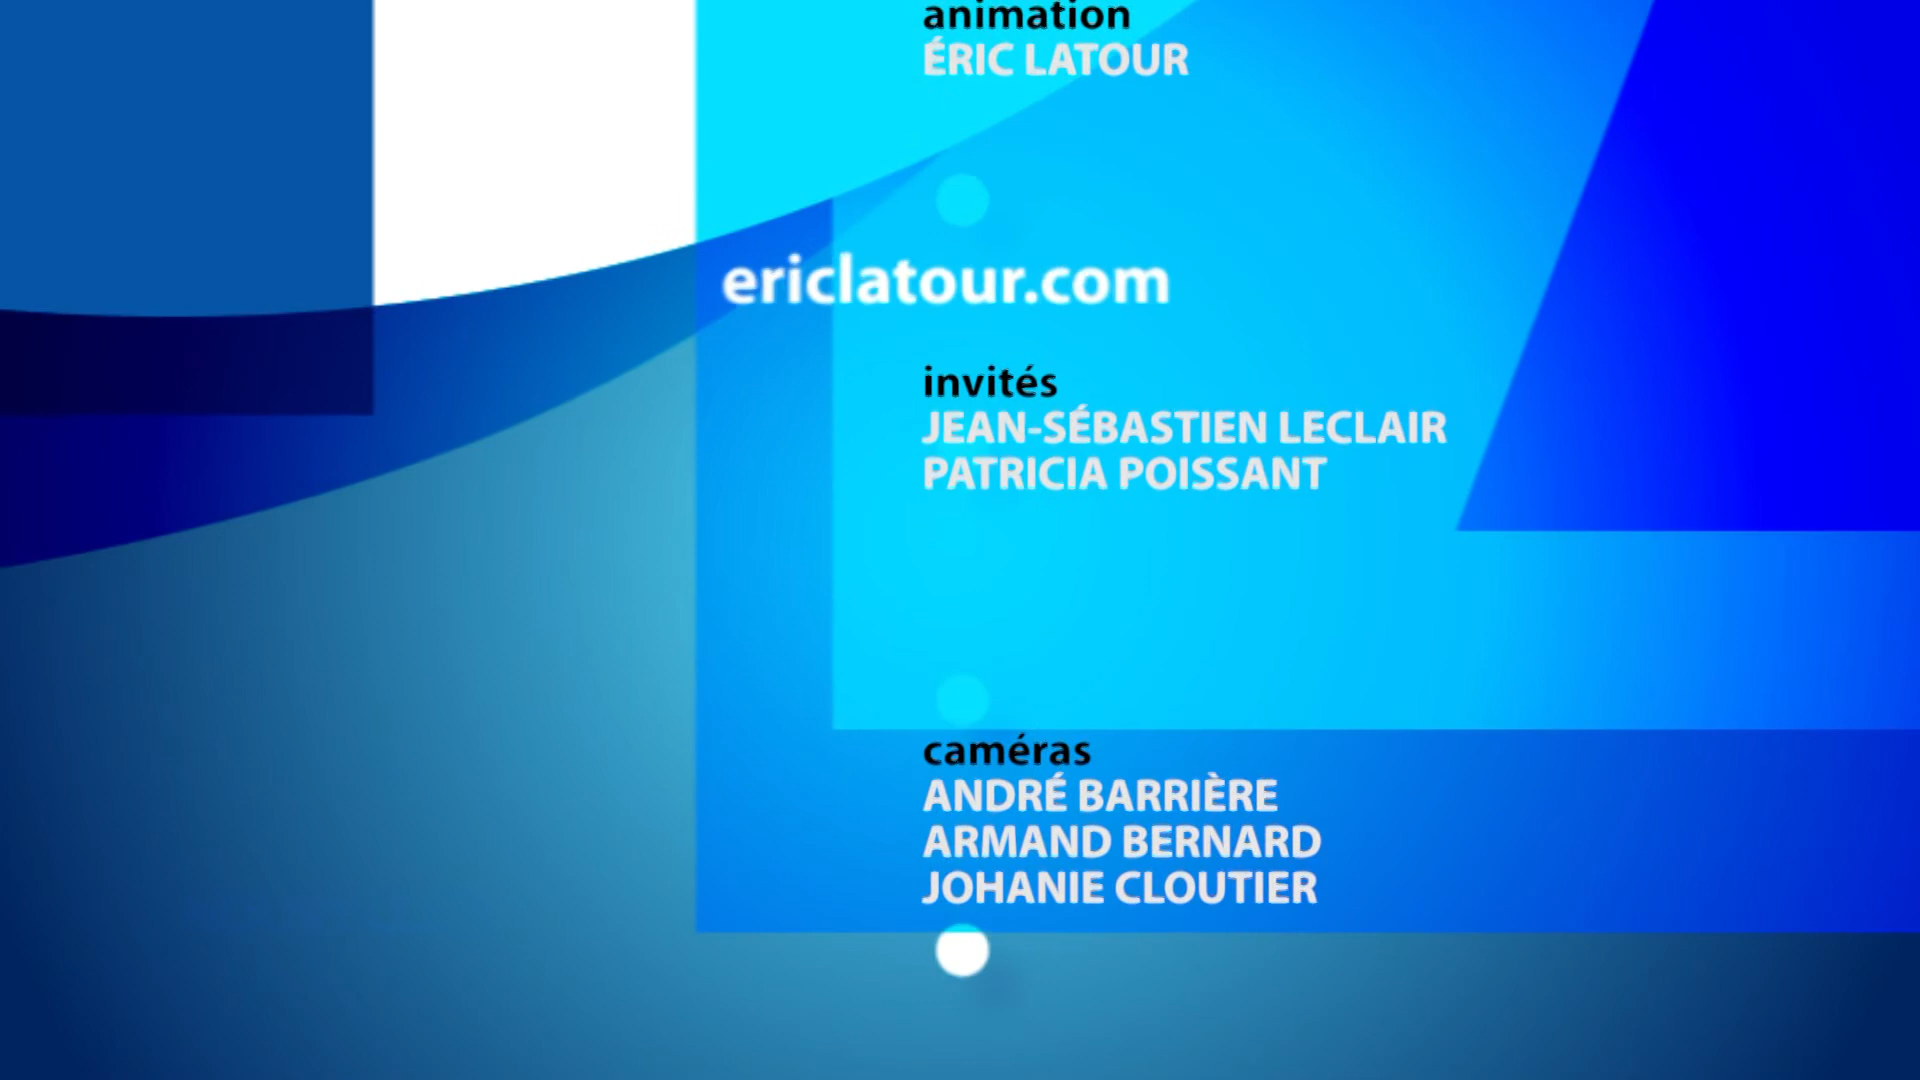 animation
ÉRIC LATOUR
ericlatour.com
invités
JEAN-SÉBASTIEN LECLAIR
PATRICIA POISSANT
caméras
ANDRÉ BARRIÈRE
ARMAND BERNARD
JOHANIE CLOUTIER